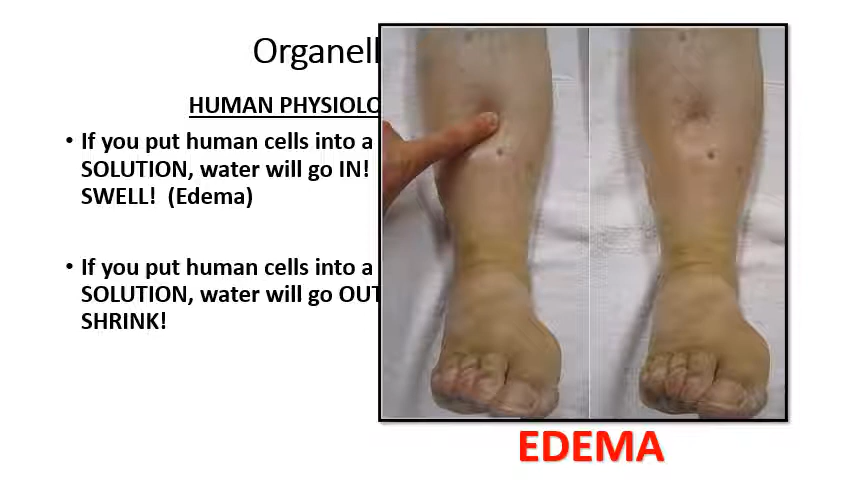 Organell
HUMAN PHYSIOLO
• If you put human cells into a
SOLUTION, water will go IN!
SWELL! (Edema)
• If you put human cells into a
SOLUTION, water will go OUT
SHRINK!
EDEMA